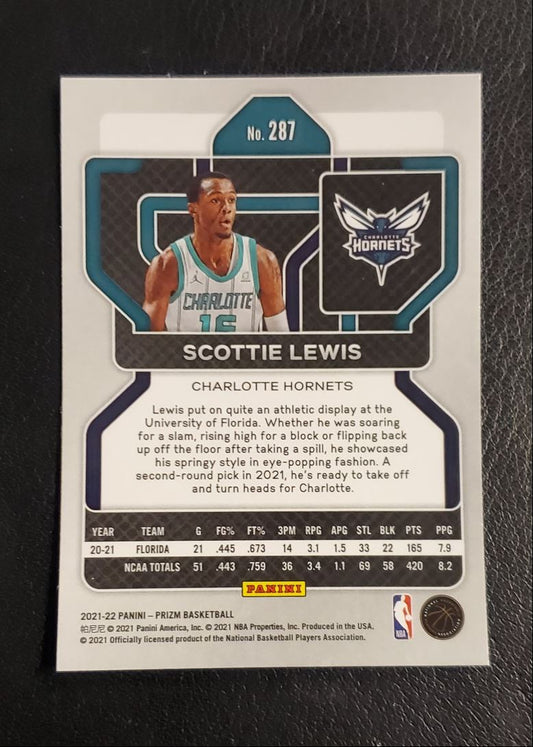 No. 287
CHARLOTTE
HORNETS
CHARLOTTE
16
SCOTTIE LEWIS
CHARLOTTE HORNETS
Lewis put on quite an athletic display at the
University of Florida. Whether he was soaring
for a slam, rising high for a block or flipping back
up off the floor after taking a spill, he showcased
his springy style in eye-popping fashion. A
second-round pick in 2021, he's ready to take off
and turn heads for Charlotte.
YEAR TEAM G FG% FT% 3PM RPG APG STL BLK PTS PPG
20-21 FLORIDA 21 .445 .673 14 3.1 1.5 33 22 165 7.9
NCAA TOTALS 51 .443 .759 36 3.4 1.1 69 58 420 8.2
PANINI
2021-22 PANINI – PRIZM BASKETBALL
帕尼尼 © 2021 Panini America, Inc. © 2021 NBA Properties, Inc. Produced in the USA.
© 2021 Officially licensed product of the National Basketball Players Association.
NBA